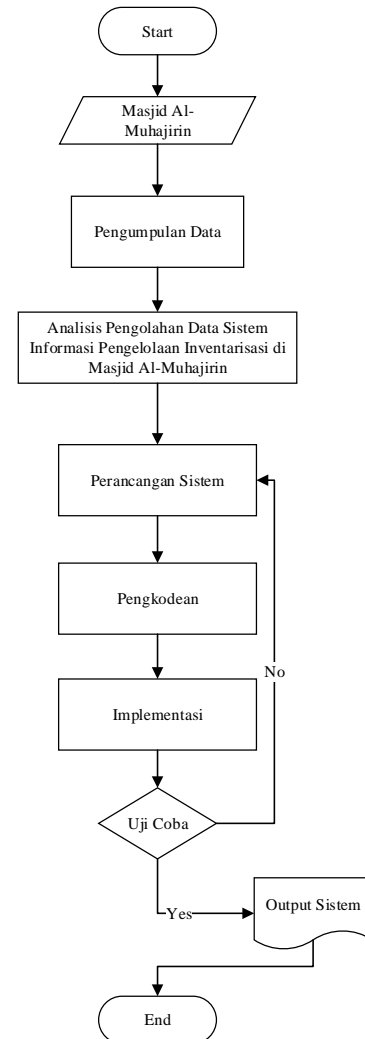 Start
Masjid Al-
Muhajirin
Pengumpulan Data
Analisis Pengolahan Data Sistem
Informasi Pengelolaan Inventarisasi di
Masjid Al-Muhajirin
Perancangan Sistem
Pengkodean
No
Implementasi
Uji Coba
Yes
Output Sistem
End